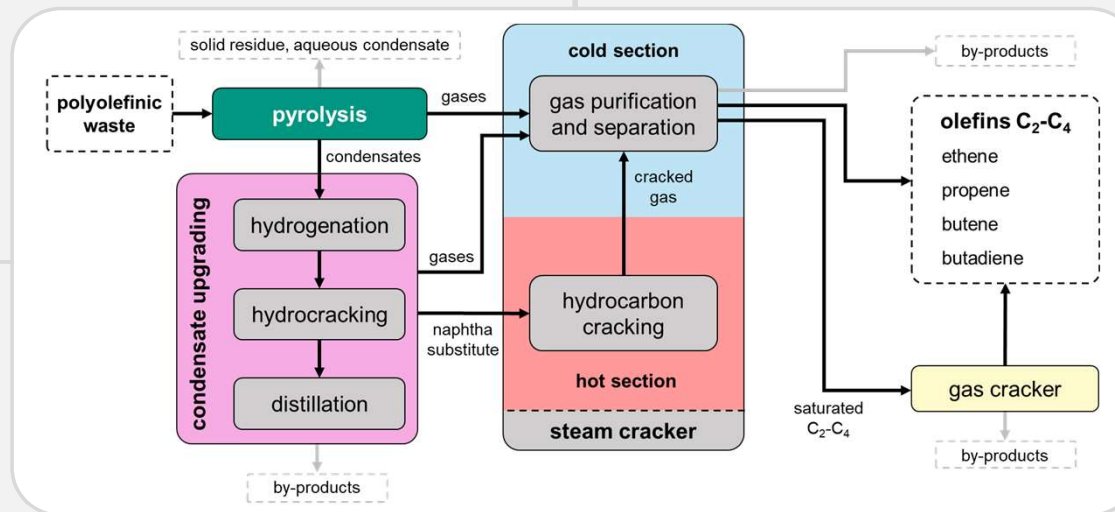 solid residue, aqueous condensate
polyolefinic
waste
pyrolysis
gases
condensates
condensate upgrading
hydrogenation
hydrocracking
distillation
gases
naphtha
substitute
by-products
cold section
gas purification
and separation
cracked
gas
hydrocarbon
cracking
hot section
steam cracker
by-products
olefins C₂-C₄
ethene
propene
butene
butadiene
saturated
C₂-C₄
gas cracker
by-products